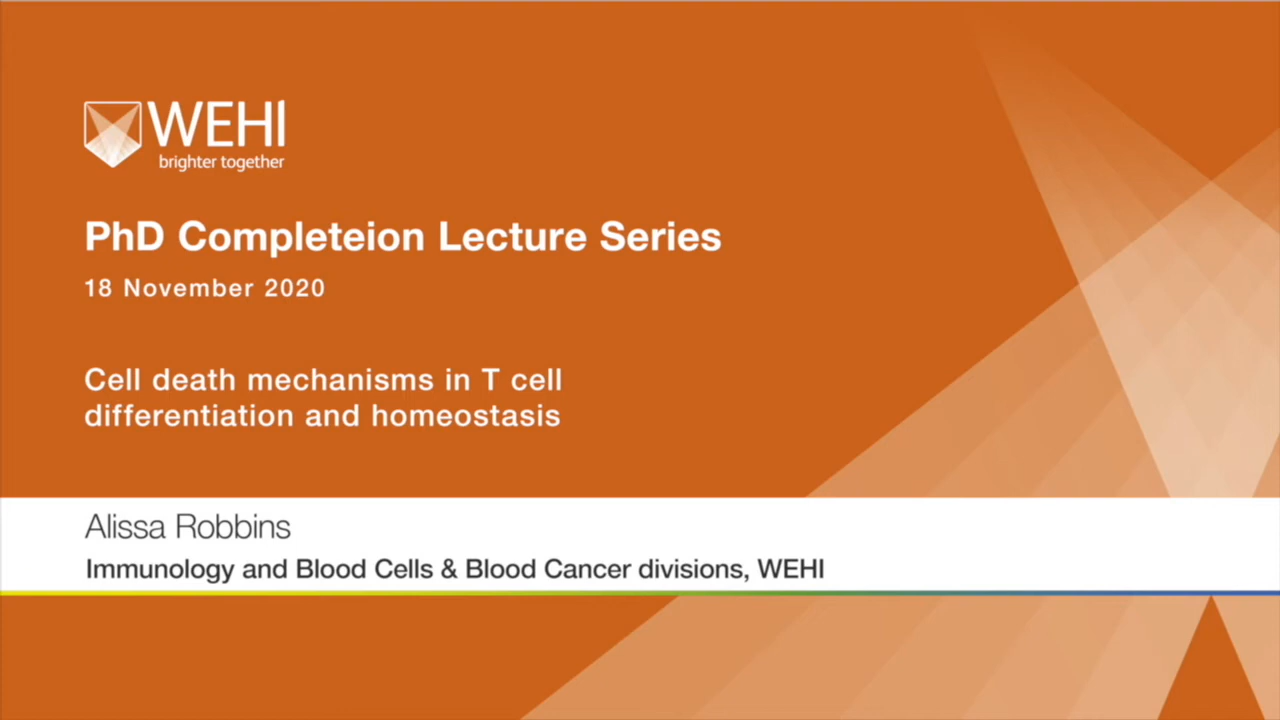 WEHI
brighter together
PhD Completeion Lecture Series
18 November 2020
Cell death mechanisms in T cell
differentiation and homeostasis
Alissa Robbins
Immunology and Blood Cells & Blood Cancer divisions, WEHI